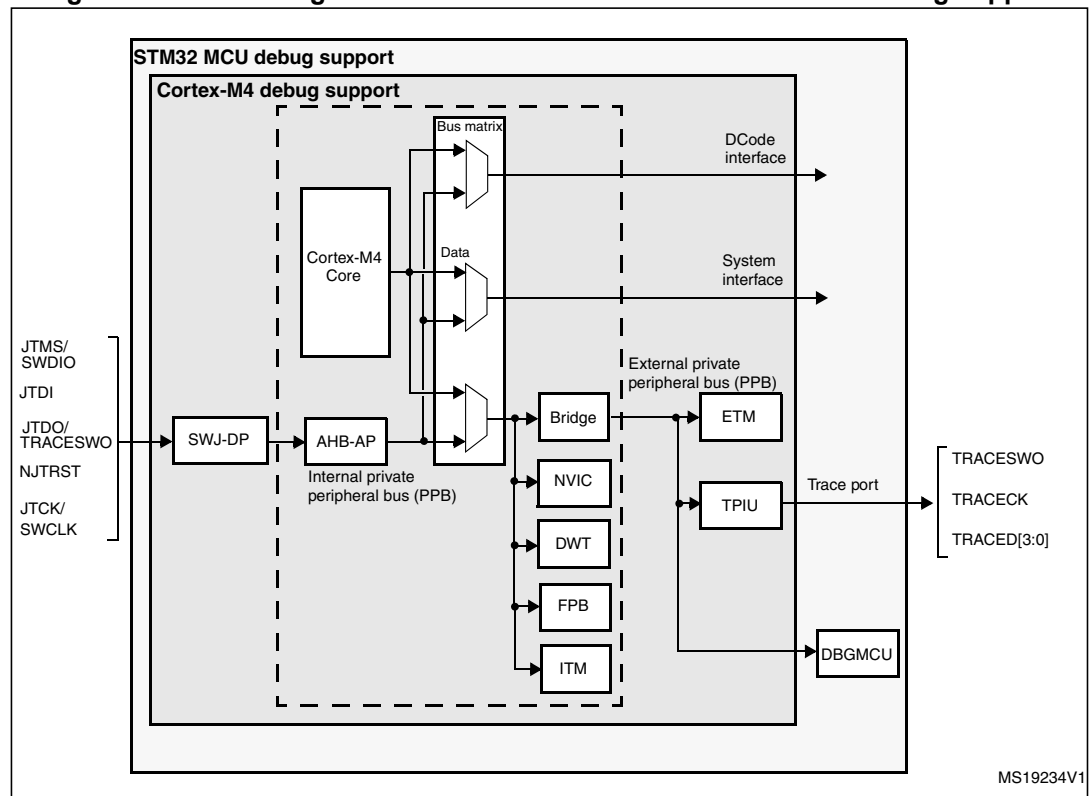 STM32 MCU debug support
Cortex-M4 debug support
Bus matrix
DCode
interface
Cortex-M4
Core
Data
System
interface
JTMS/
SWDIO
JTDI
JTDO/
TRACESWO
NJTRST
JTCK/
SWCLK
SWJ-DP
AHB-AP
Internal private
peripheral bus (PPB)
External private
peripheral bus (PPB)
Bridge
NVIC
DWT
FPB
ITM
ETM
TPIU
Trace port
TRACESWO
TRACECK
TRACED[3:0]
DBGMCU
MS19234V1